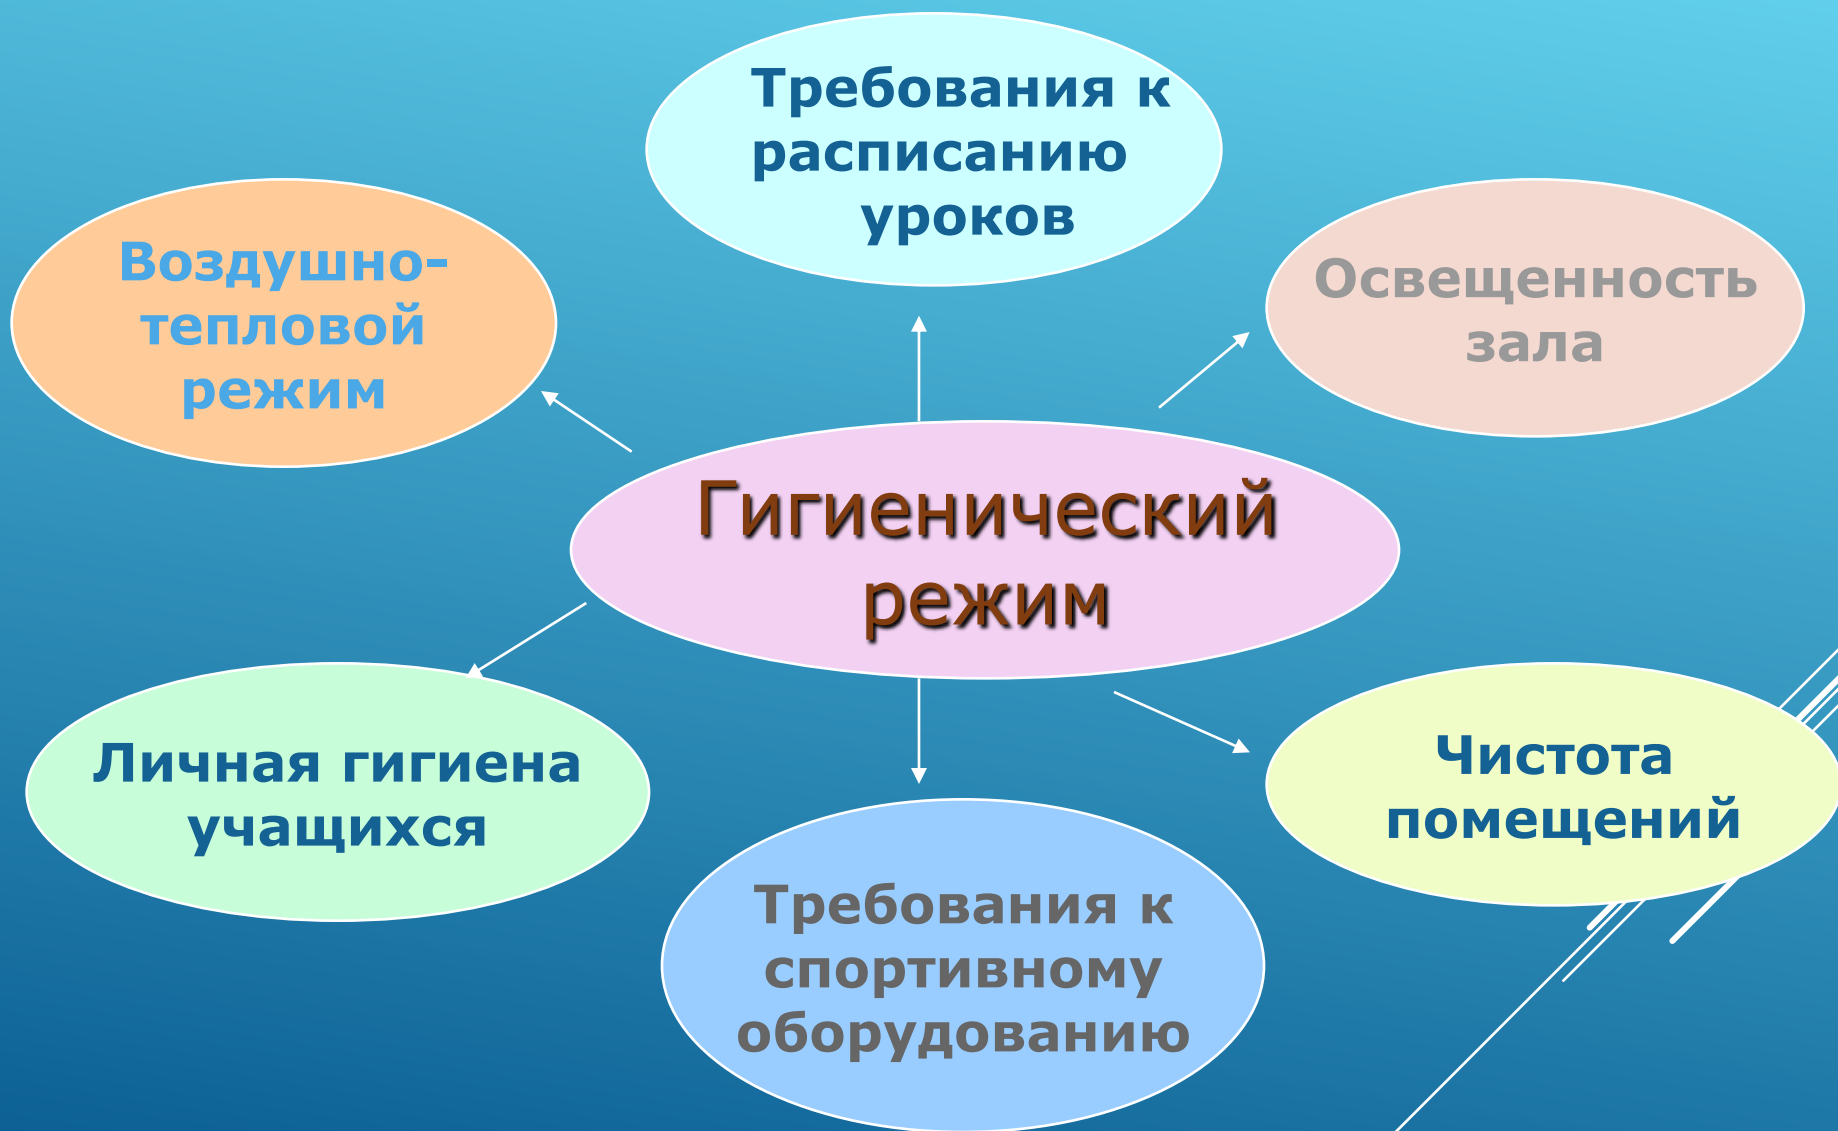 Требования к
расписанию
уроков
Воздушно-
тепловой
режим
Освещенность
зала
Гигиенический
режим
Личная гигиена
учащихся
Чистота
помещений
Требования к
спортивному
оборудованию